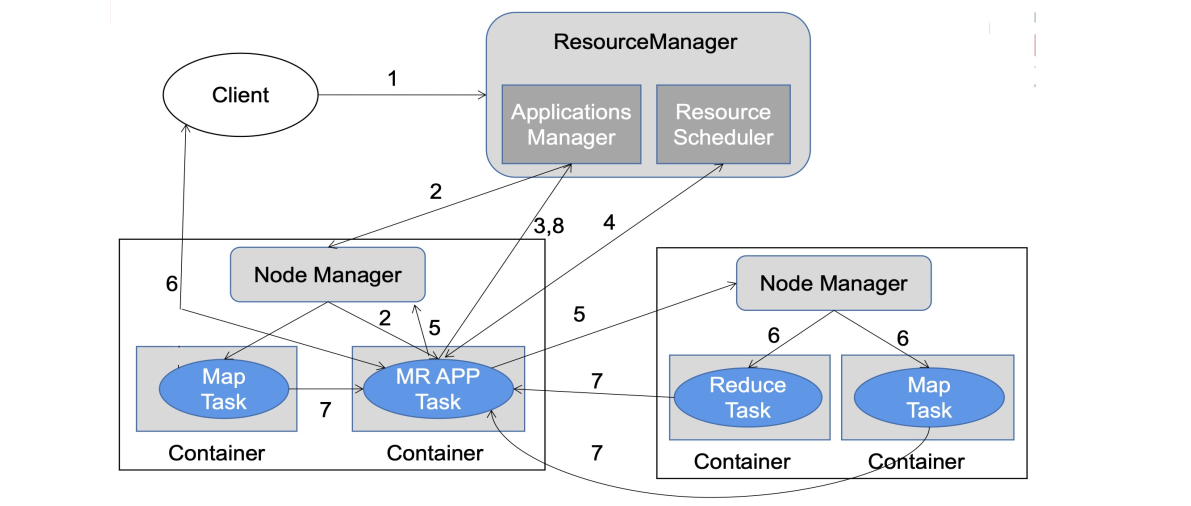 ResourceManager
Client
1
Applications
Manager
Resource
Scheduler
2
3,8
4
Node Manager
6
2
5
5
Node Manager
6
6
Map
Task
7
MR APP
Task
7
Reduce
Task
Map
Task
Container
Container
7
Container
Container